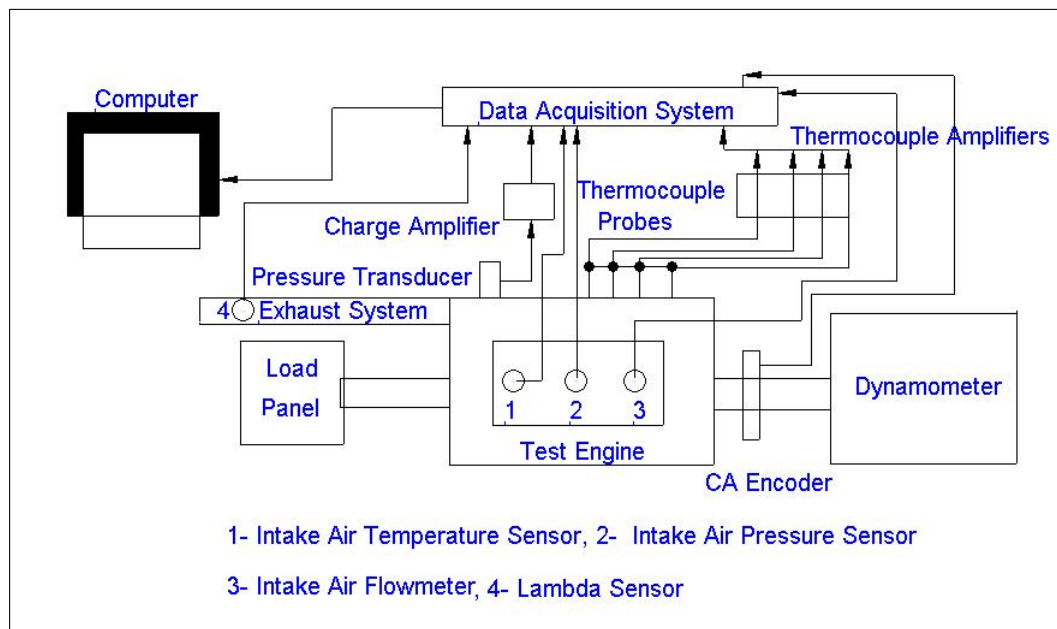 Computer
Data Acquisition System
Thermocouple Amplifiers
Thermocouple
Probes
Charge Amplifier
Pressure Transducer
4 Exhaust System
Load
Panel
Dynamometer
1 2 3
Test Engine
CA Encoder
1- Intake Air Temperature Sensor, 2- Intake Air Pressure Sensor
3- Intake Air Flowmeter, 4- Lambda Sensor